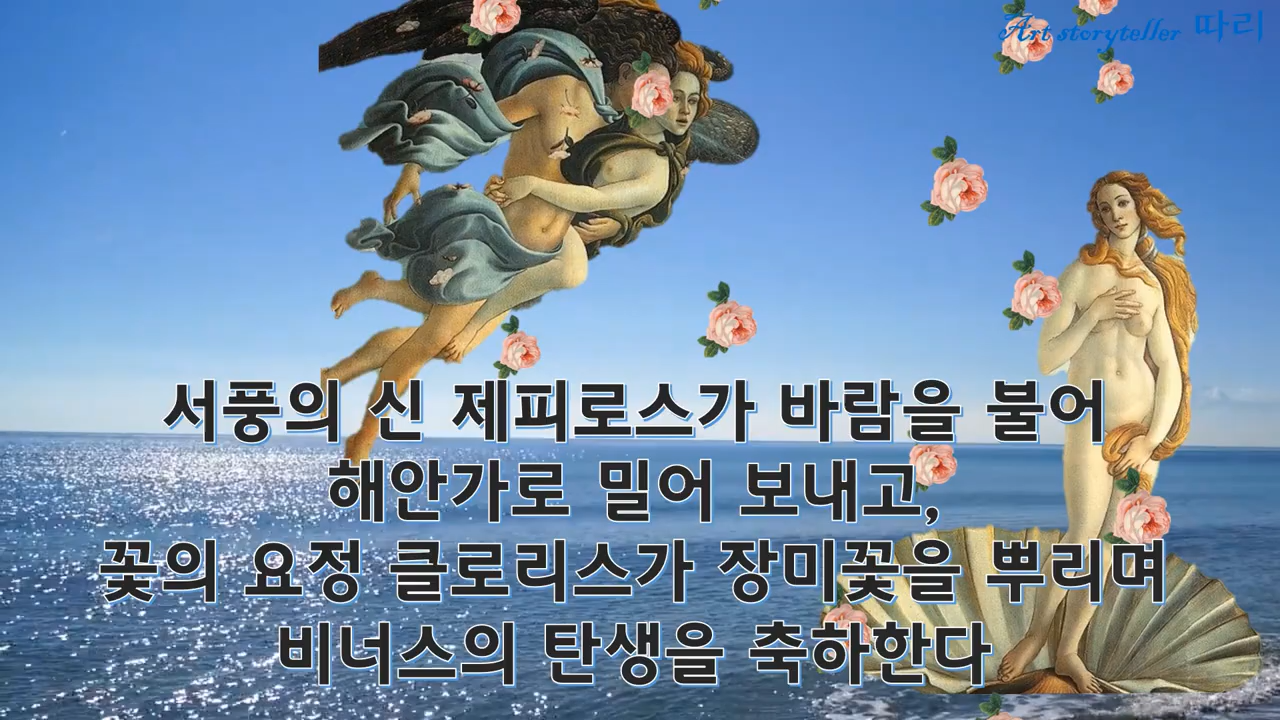 Art storyteller 따리
서풍의 신 제피로스가 바람을 불어
해안가로 밀어 보내고,
꽃의 요정 클로리스가 장미꽃을 뿌리며
비너스의 탄생을 축하한다